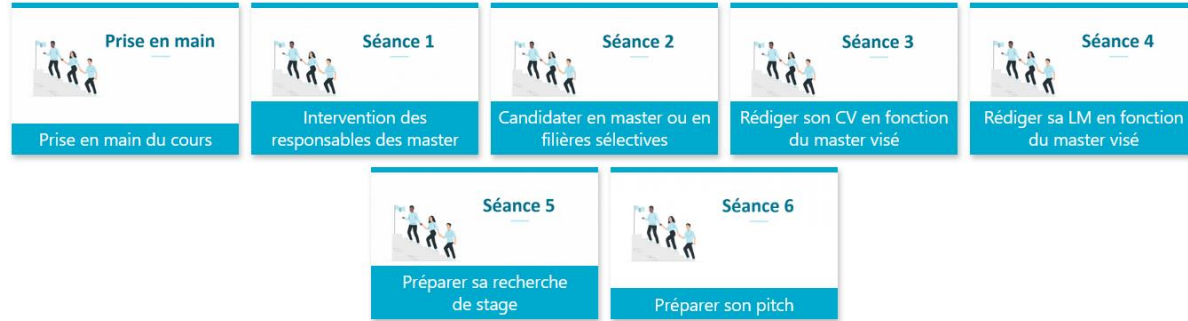 Prise en main
Prise en main du cours
Séance 1
Intervention des
responsables des master
Séance 2
Candidater en master ou en
filières sélectives
Séance 3
Rédiger son CV en fonction
du master visé
Séance 4
Rédiger sa LM en fonction
du master visé
Séance 5
Préparer sa recherche
de stage
Séance 6
Préparer son pitch